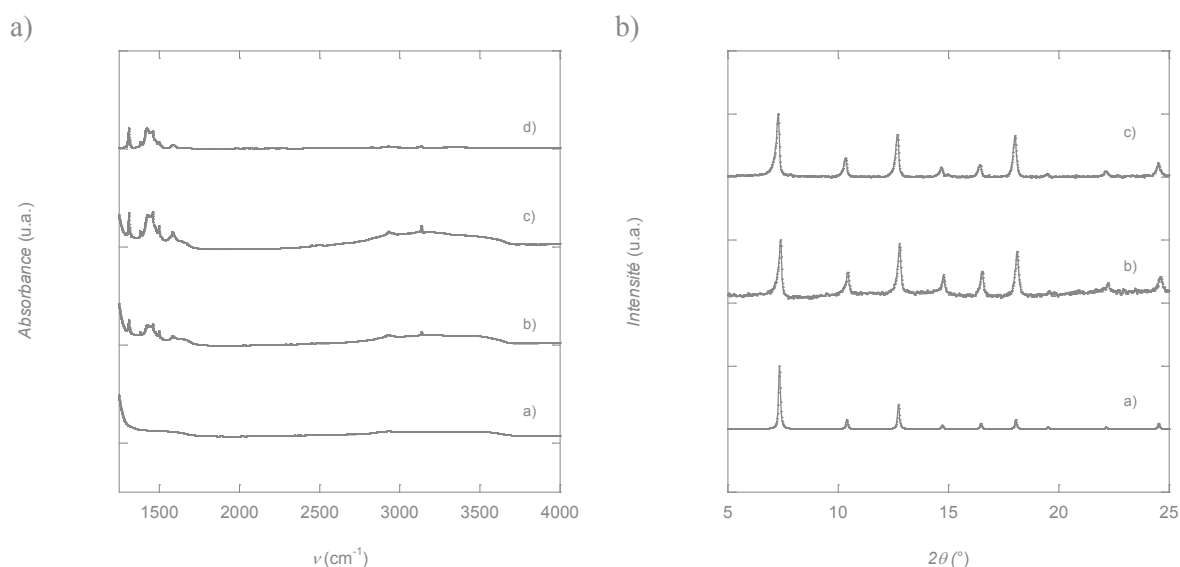 a)
d)
c)
b)
a)
Absorbance (u.a.)
1500 2000 2500 3000 3500 4000
ν (cm⁻¹)
b)
c)
b)
a)
Intensité (u.a.)
5 10 15 20 25
2θ (°)